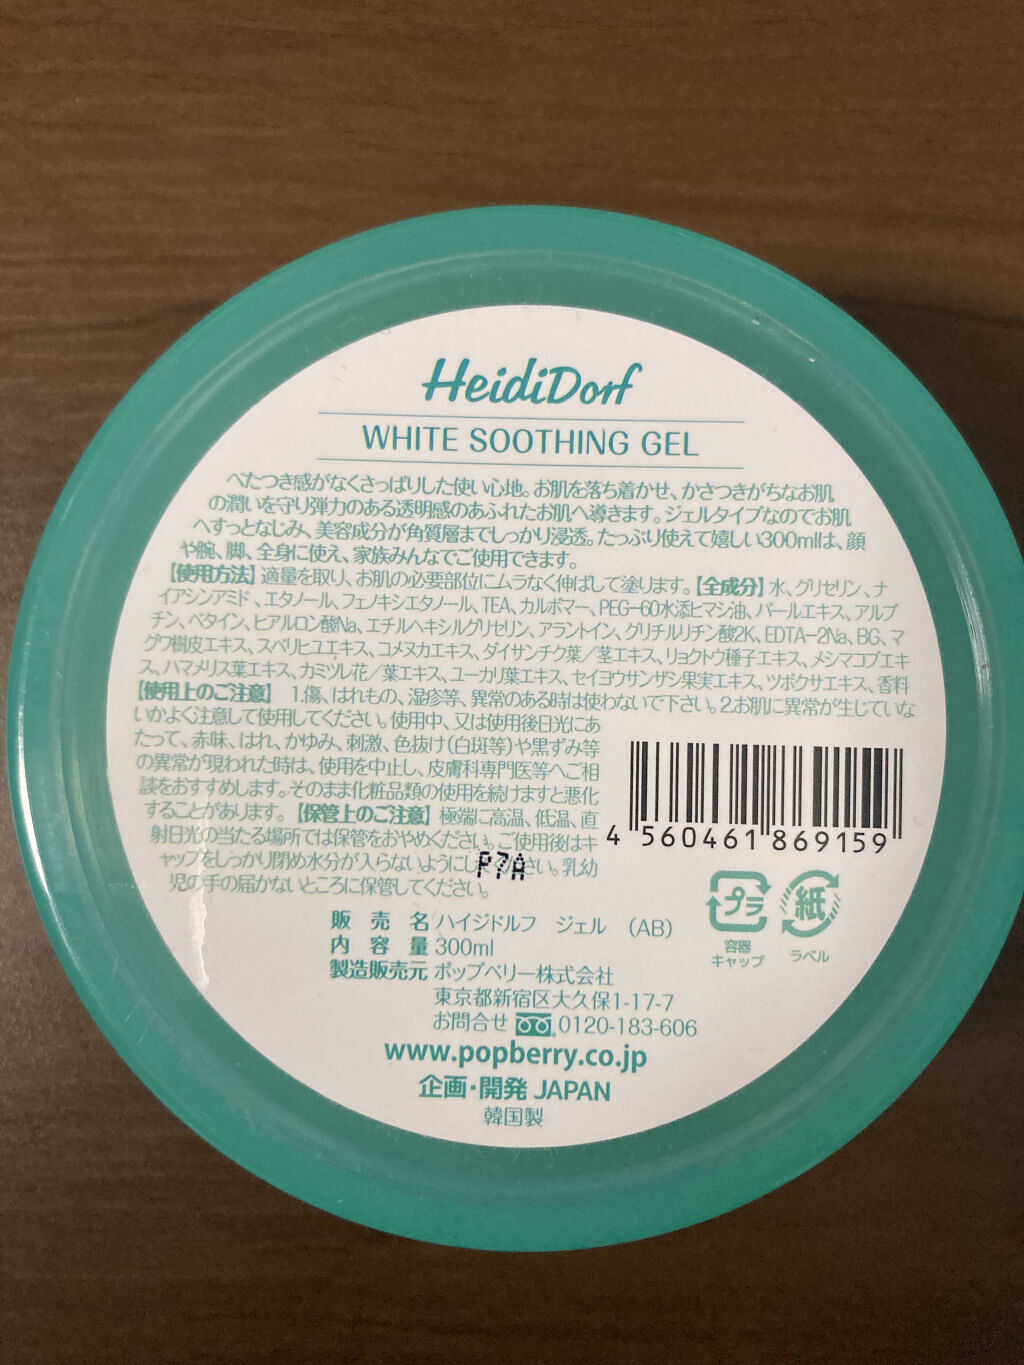 HeidiDorf
WHITE SOOTHING GEL
べたつき感がなくさっぱりした使い心地。お肌を落ち着かせ、かさつきがちなお肌
の潤いを守り弾力のある透明感のあふれたお肌へ導きます。ジェルタイプなのでお肌
へすっとなじみ、美容成分が角質層までしっかり浸透。たっぷり使えて嬉しい300mlは、顔
や腕、脚、全身に使え、家族みんなでご使用できます。
【使用方法】適量を取り、お肌の必要部位にムラなく伸ばして塗ります。【全成分】水、グリセリン、ナ
イアシンアミド、エタノール、フェノキシエタノール、TEA、カルボマー、PEG-60水添ヒマシ油、パールエキス、アルブ
チン、ベタイン、ヒアルロン酸Na、エチルヘキシルグリセリン、アラントイン、グリチルリチン酸2K、EDTA-2Na、BG、マ
グワ樹皮エキス、スベリヒユエキス、コメヌカエキス、ダイサンチク葉/茎エキス、リョクトウ種子エキス、メシマコブエキ
ス、ハマメリス葉エキス、カミツレ花/葉エキス、ユーカリ葉エキス、セイヨウサンザシ果実エキス、ツボクサエキス、香料
【使用上のご注意】 1.傷、はれもの、湿疹等、異常のある時は使わないで下さい。2.お肌に異常が生じていな
いかよく注意して使用してください。使用中、又は使用後日光にあ
たって、赤味、はれ、かゆみ、刺激、色抜け(白斑等)や黒ずみ等
の異常が現われた時は、使用を中止し、皮膚科専門医等へご相
談をおすすめします。そのまま化粧品類の使用を続けますと悪化
することがあります。【保管上のご注意】極端に高温、低温、直
射日光の当たる場所では保管をおやめください。ご使用後はキ
ャップをしっかり閉め水分が入らないようにしてください。乳幼
児の手の届かないところに保管してください。
P7A
4 560461 869159
プラ
容器
キャップ
紙
ラベル
販売名 ハイジドルフ ジェル (AB)
内容量 300ml
製造販売元 ポップベリー株式会社
東京都新宿区大久保1-17-7
お問合せ 0120-183-606
www.popberry.co.jp
企画・開発 JAPAN
韓国製